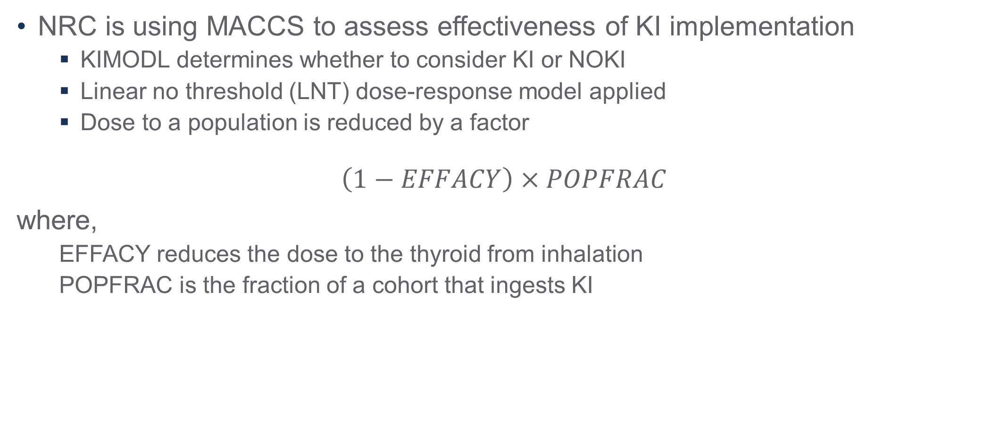 • NRC is using MACCS to assess effectiveness of KI implementation
▪ KIMODL determines whether to consider KI or NOKI
▪ Linear no threshold (LNT) dose-response model applied
▪ Dose to a population is reduced by a factor
(1 − EFFACY) × POPFRAC
where,
EFFACY reduces the dose to the thyroid from inhalation
POPFRAC is the fraction of a cohort that ingests KI